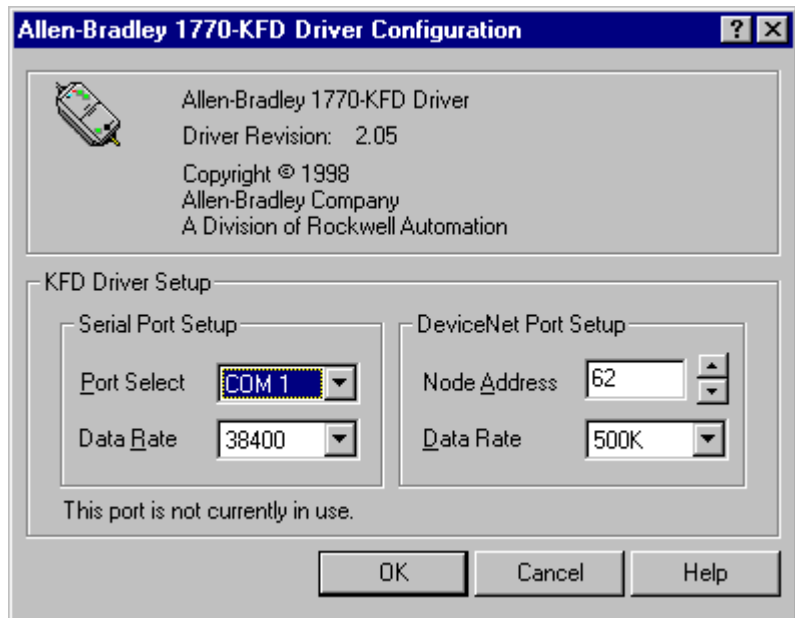 Allen-Bradley 1770-KFD Driver Configuration ? ×
Allen-Bradley 1770-KFD Driver
Driver Revision: 2.05
Copyright © 1998
Allen-Bradley Company
A Division of Rockwell Automation
KFD Driver Setup
Serial Port Setup
Port Select COM 1
Data Rate 38400
DeviceNet Port Setup
Node Address 62
Data Rate 500K
This port is not currently in use.
OK Cancel Help